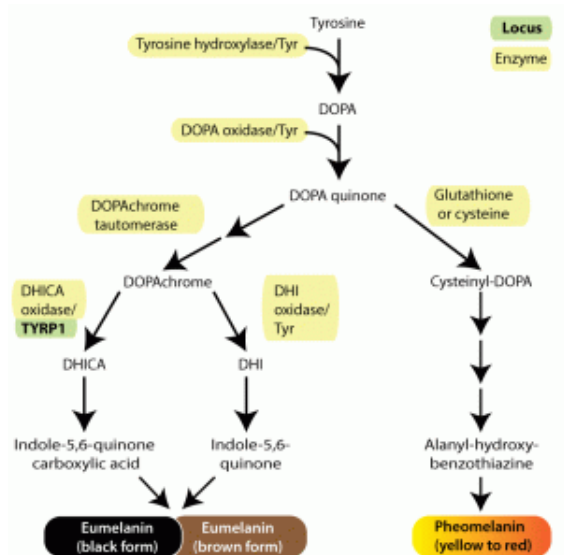 Tyrosine
Locus
Tyrosine hydroxylase/Tyr
Enzyme
DOPA
DOPA oxidase/Tyr
DOPA quinone
Glutathione
or cysteine
DOPAchrome
tautomerase
DOPAchrome
Cysteinyl-DOPA
DHICA
oxidase/
TYRP1
DHI
oxidase/
Tyr
DHICA
DHI
Indole-5,6-quinone
carboxylic acid
Indole-5,6-
quinone
Alanyl-hydroxy-
benzothiazine
Eumelanin
(black form)
Eumelanin
(brown form)
Pheomelanin
(yellow to red)